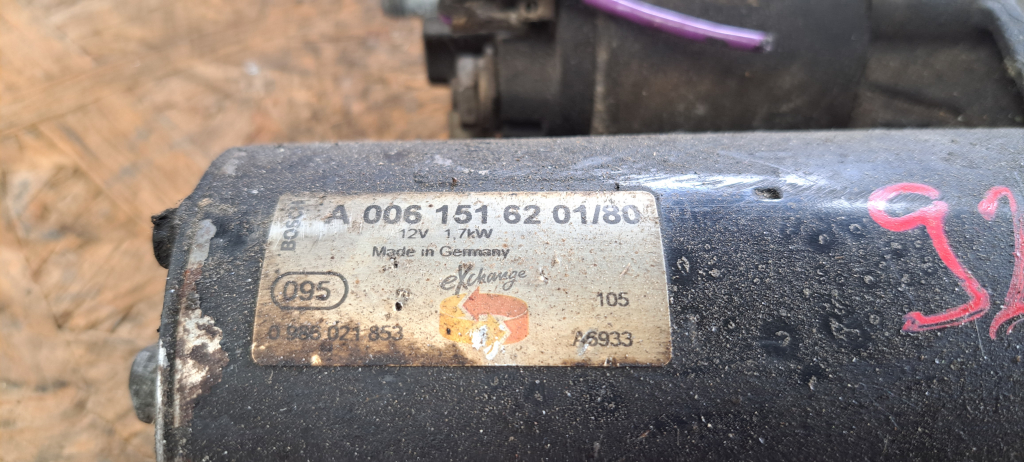 BOSCH
A 006 151 62 01/80
12V 1,7kW
Made in Germany
exchange
095
105
0 986 021 853
A6933